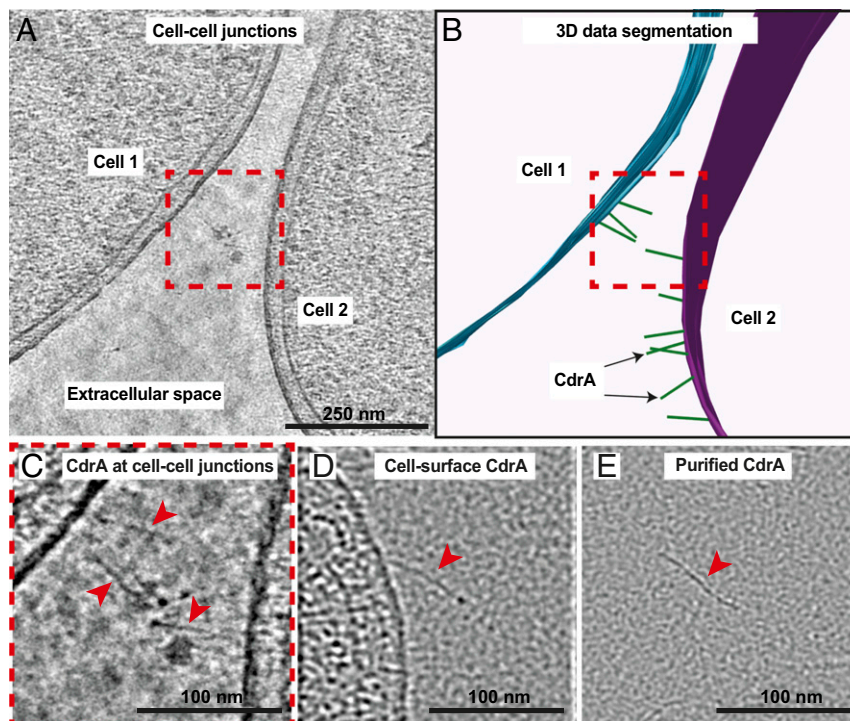 A
Cell-cell junctions
Cell 1
Cell 2
Extracellular space
250 nm
B
3D data segmentation
Cell 1
Cell 2
CdrA
C
CdrA at cell-cell junctions
100 nm
D
Cell-surface CdrA
100 nm
E
Purified CdrA
100 nm